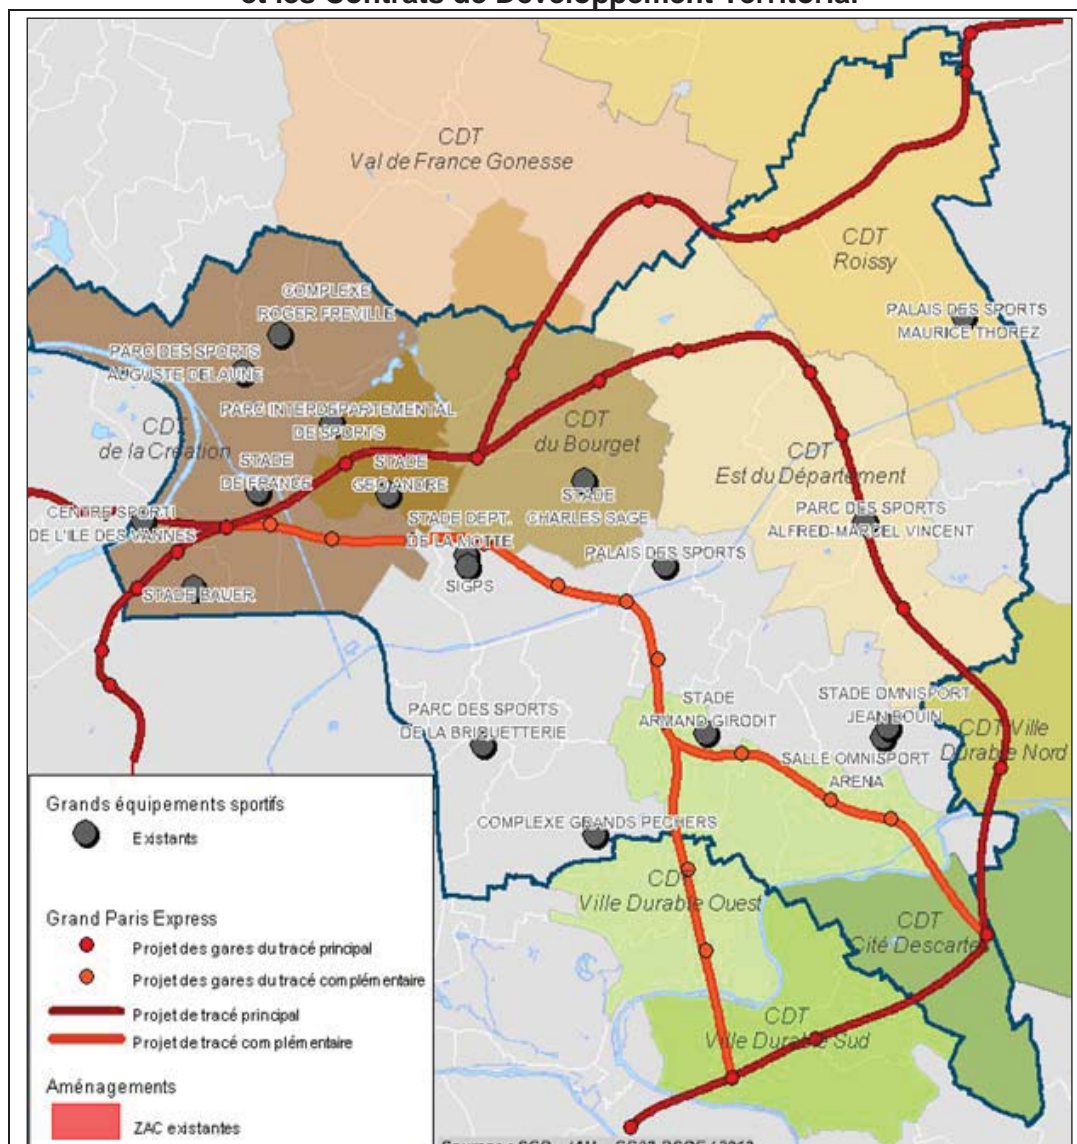 et les Contrats de Développement Territorial
CDT
Val de France Gonesse
CDT
Roissy
COMPLEXE
ROGER FREVILLE
PALAIS DES SPORTS
MAURICE THOREZ
PARC DES SPORTS
AUGUSTE DELAUNE
PARC INTERDEPARTEMENTAL
DE SPORTS
CDT
de la Création
CDT
du Bourget
STADE
DE FRANCE
STADE
GEO ANDRE
CDT
Est du Département
STADE
CHARLES SAGE
PARC DES SPORTS
ALFRED-MARCEL VINCENT
CENTRE SPORTI
DE L'ILE DES VANNES
STADE DEPT.
DE LA MOTTE
PALAIS DES SPORTS
SIGPS
STADE BAUER
STADE
ARMAND GIRODIT
STADE OMNISPORT
JEAN BOUIN
PARC DES SPORTS
DE LA BRIQUETTERIE
CDT Ville
Durable Nord
SALLE OMNISPORT
ARENA
COMPLEXE GRANDS PECHERS
CDT
Ville Durable Ouest
CDT
Cité Descartes
CDT
Ville Durable Sud
Grands équipements sportifs
Existants
Grand Paris Express
Projet des gares du tracé principal
Projet des gares du tracé complémentaire
Projet de tracé principal
Projet de tracé complémentaire
Aménagements
ZAC existantes